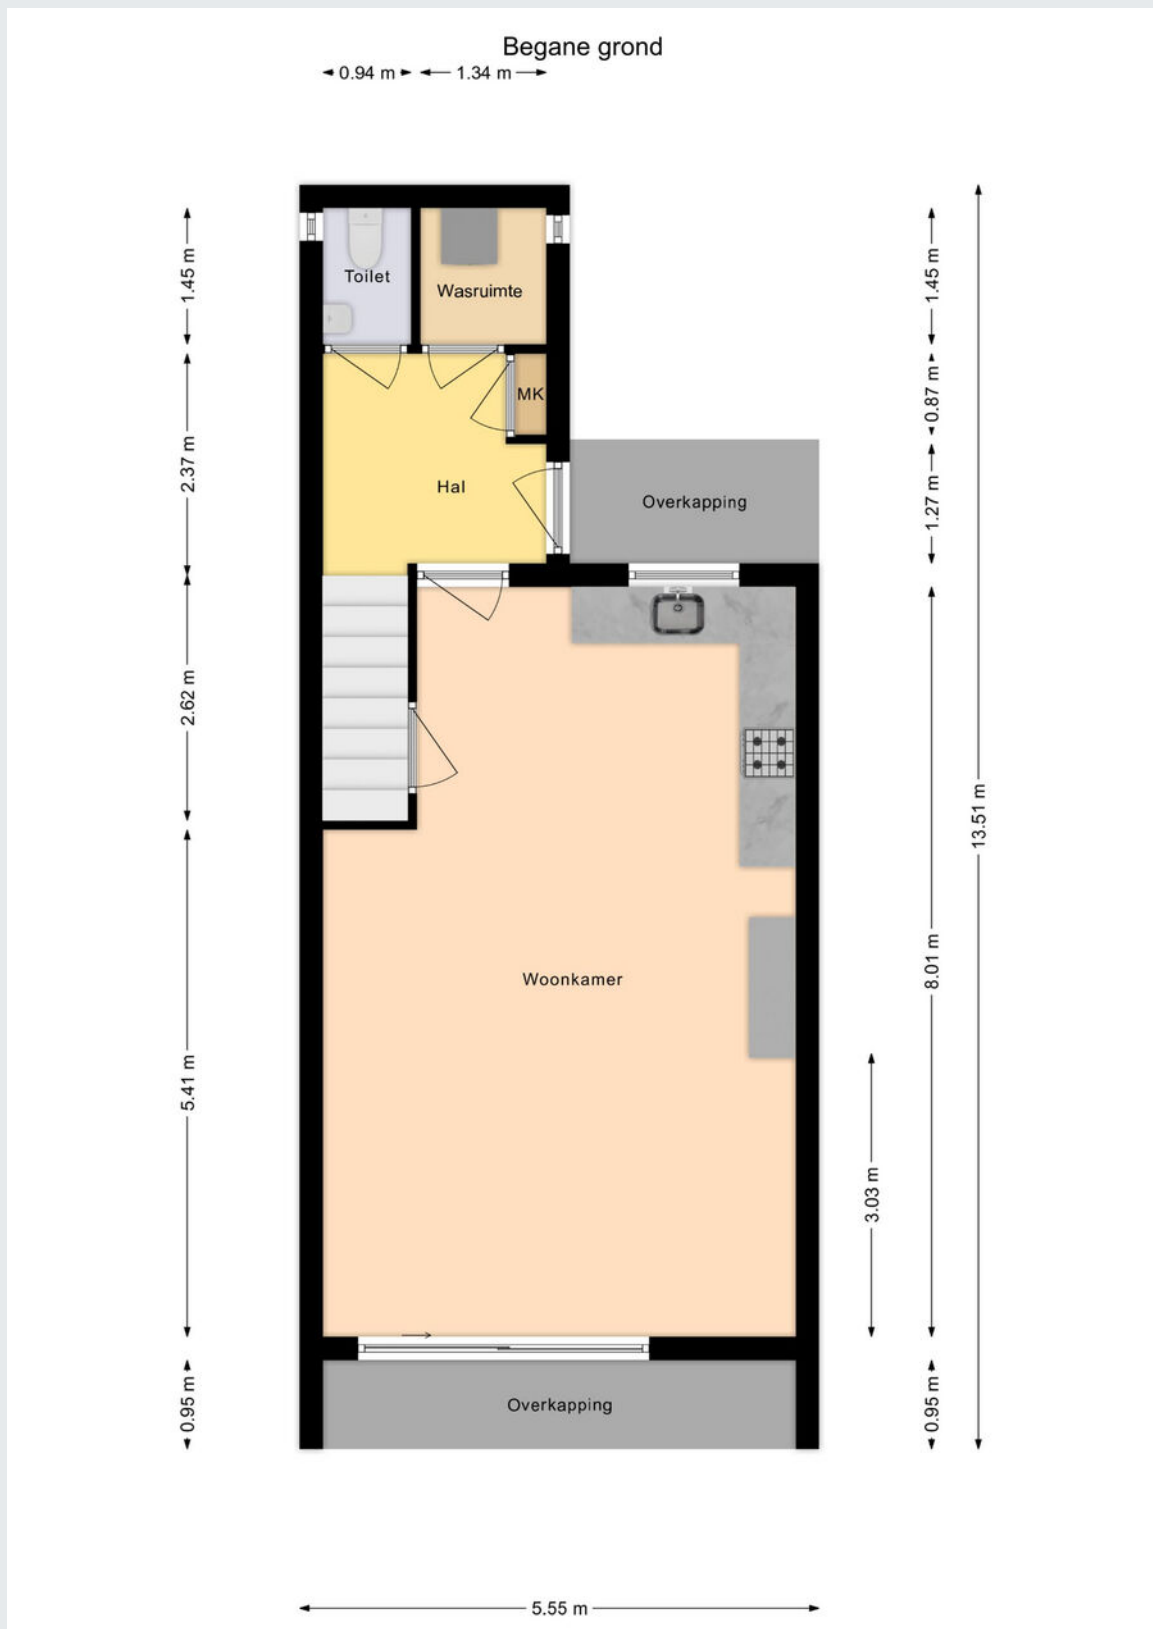 Begane grond
0.94 m
1.34 m
1.45 m
Toilet
Wasruimte
1.45 m
MK
0.87 m
2.37 m
Hal
Overkapping
1.27 m
2.62 m
13.51 m
Woonkamer
8.01 m
5.41 m
3.03 m
0.95 m
Overkapping
0.95 m
5.55 m